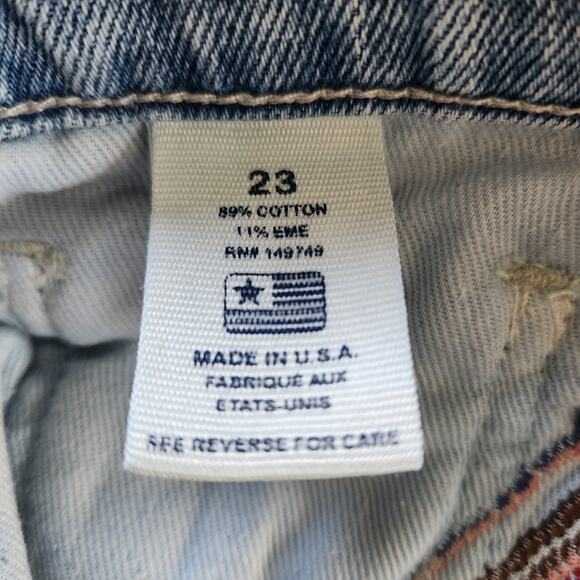 23
89% COTTON
11% EME
RN# 149749
MADE IN U.S.A.
FABRIQUE AUX
ETATS-UNIS
SEE REVERSE FOR CARE